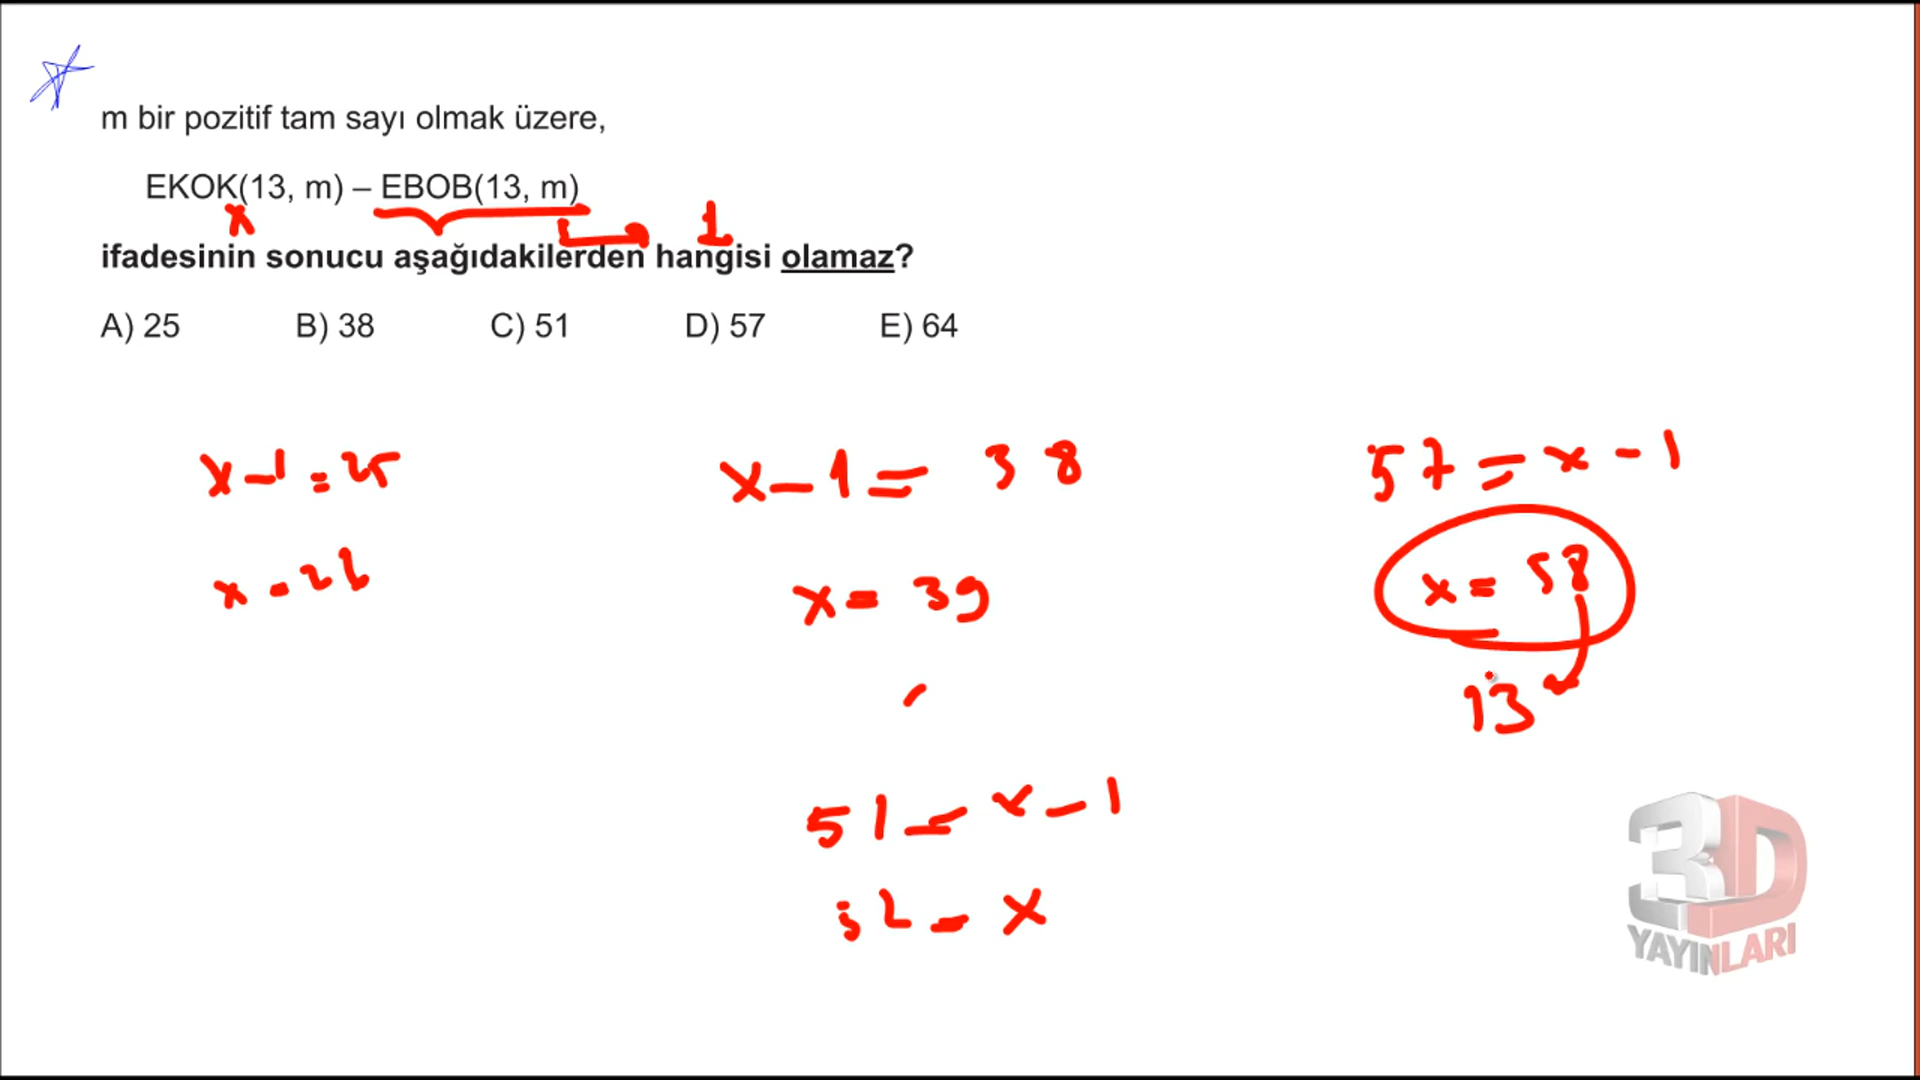 m bir pozitif tam sayı olmak üzere,
EKOK(13, m) – EBOB(13, m)
x 1
ifadesinin sonucu aşağıdakilerden hangisi olamaz?
A) 25 B) 38 C) 51 D) 57 E) 64
x – 1 = 25 x – 1 = 38 57 = x – 1
x = 26 x = 39 x = 58
13
51 = x – 1
52 = x
3D
YAYINLARI